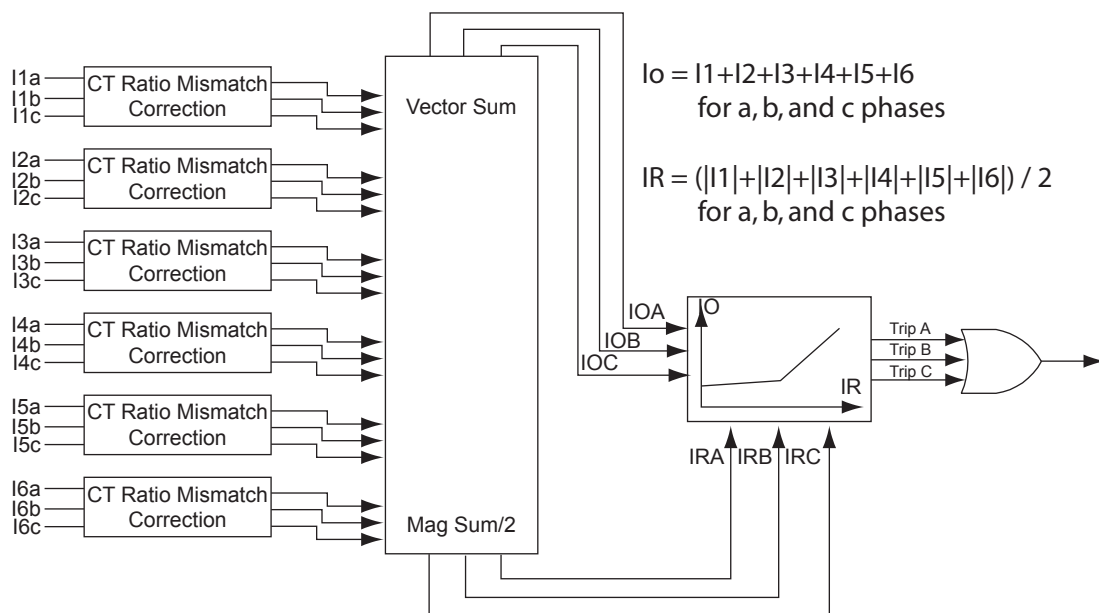 I1a
I1b
I1c
CT Ratio Mismatch
Correction
I2a
I2b
I2c
CT Ratio Mismatch
Correction
I3a
I3b
I3c
CT Ratio Mismatch
Correction
I4a
I4b
I4c
CT Ratio Mismatch
Correction
I5a
I5b
I5c
CT Ratio Mismatch
Correction
I6a
I6b
I6c
CT Ratio Mismatch
Correction
Vector Sum
Mag Sum/2
Io = I1+I2+I3+I4+I5+I6
for a, b, and c phases
IR = (|I1|+|I2|+|I3|+|I4|+|I5|+|I6|) / 2
for a, b, and c phases
IOA
IOB
IOC
IO
IR
IRA
IRB
IRC
Trip A
Trip B
Trip C